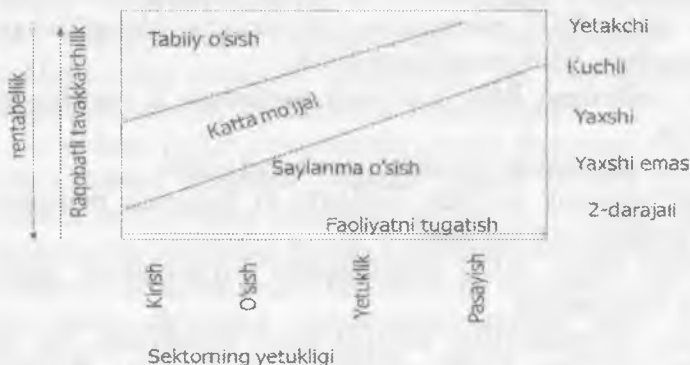 rentabellik
Raqobatli tavakkalchilik
Tabiiy o'sish
Katta mo'ljal
Saylanma o'sish
Faoliyatni tugatish
Yetakchi
Kuchli
Yaxshi
Yaxshi emas
2-darajali
Kirish
O'sish
Yetuklik
Pasayish
Sektorning yetukligi